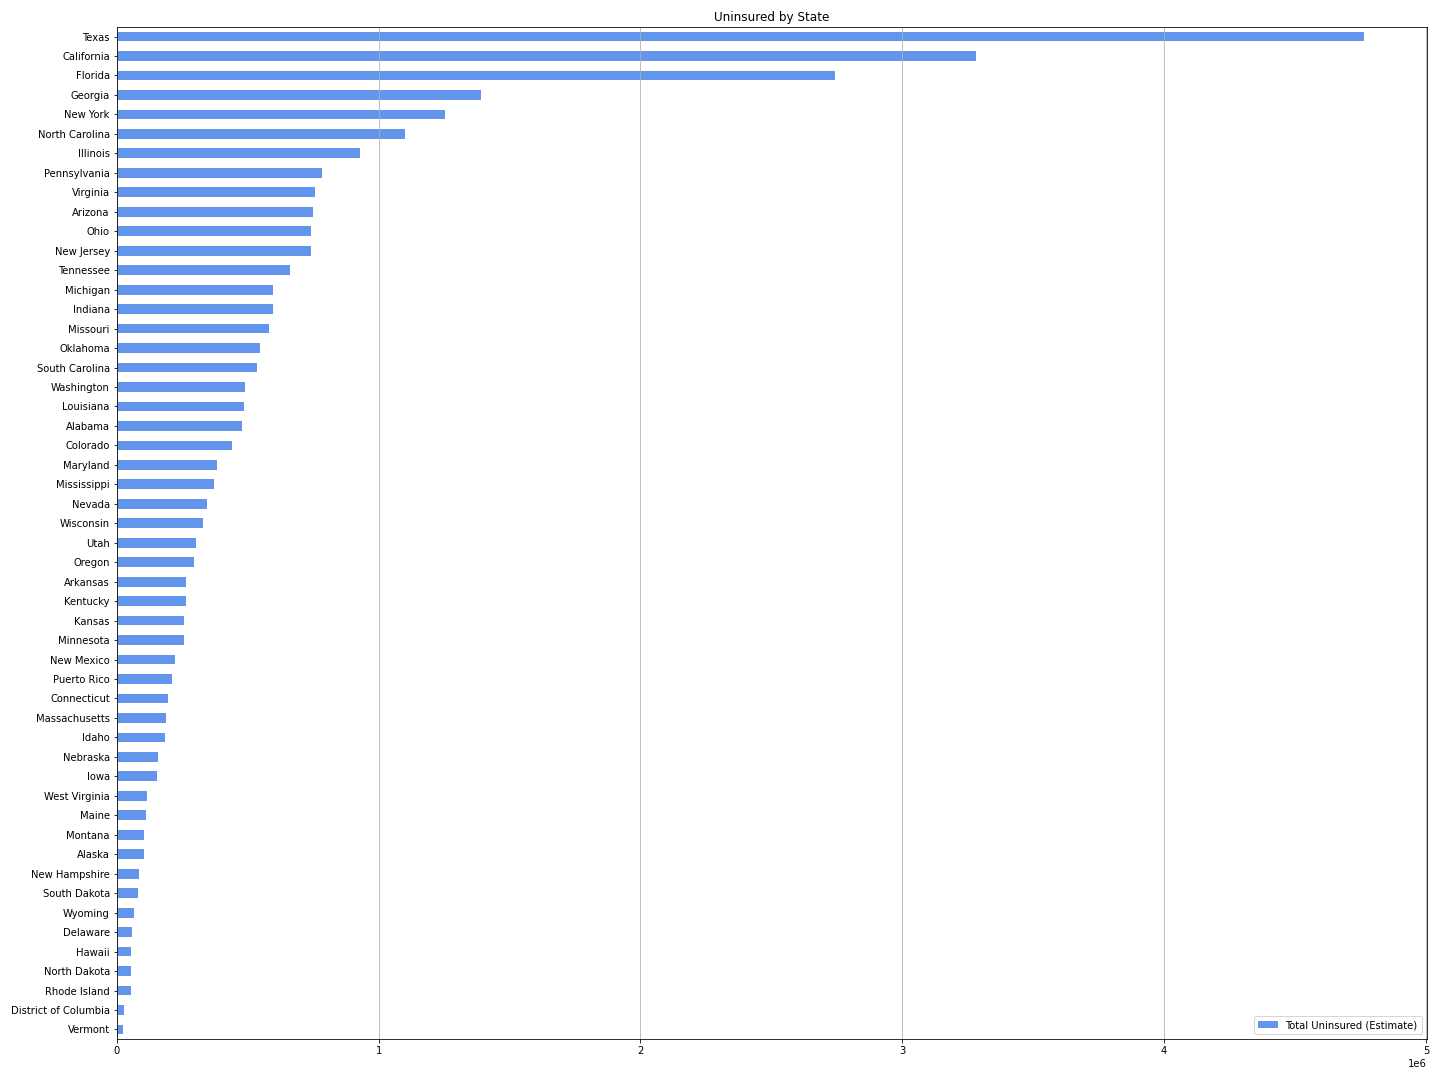 Uninsured by State
Texas
California
Florida
Georgia
New York
North Carolina
Illinois
Pennsylvania
Virginia
Arizona
Ohio
New Jersey
Tennessee
Michigan
Indiana
Missouri
Oklahoma
South Carolina
Washington
Louisiana
Alabama
Colorado
Maryland
Mississippi
Nevada
Wisconsin
Utah
Oregon
Arkansas
Kentucky
Kansas
Minnesota
New Mexico
Puerto Rico
Connecticut
Massachusetts
Idaho
Nebraska
Iowa
West Virginia
Maine
Montana
Alaska
New Hampshire
South Dakota
Wyoming
Delaware
Hawaii
North Dakota
Rhode Island
District of Columbia
Vermont
Total Uninsured (Estimate)
0 1 2 3 4 5
1e6